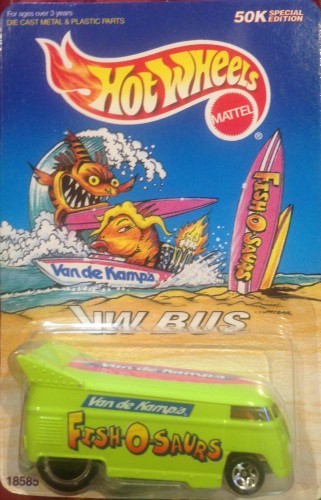 For ages over 3 years
DIE CAST METAL & PLASTIC PARTS
50K SPECIAL EDITION
Hot Wheels
MATTEL
®
FISH-O-SAURS
Van de Kamp's
VW BUS
Van de Kamp's
Van de Kamp's
FISH-O-SAURS
18585